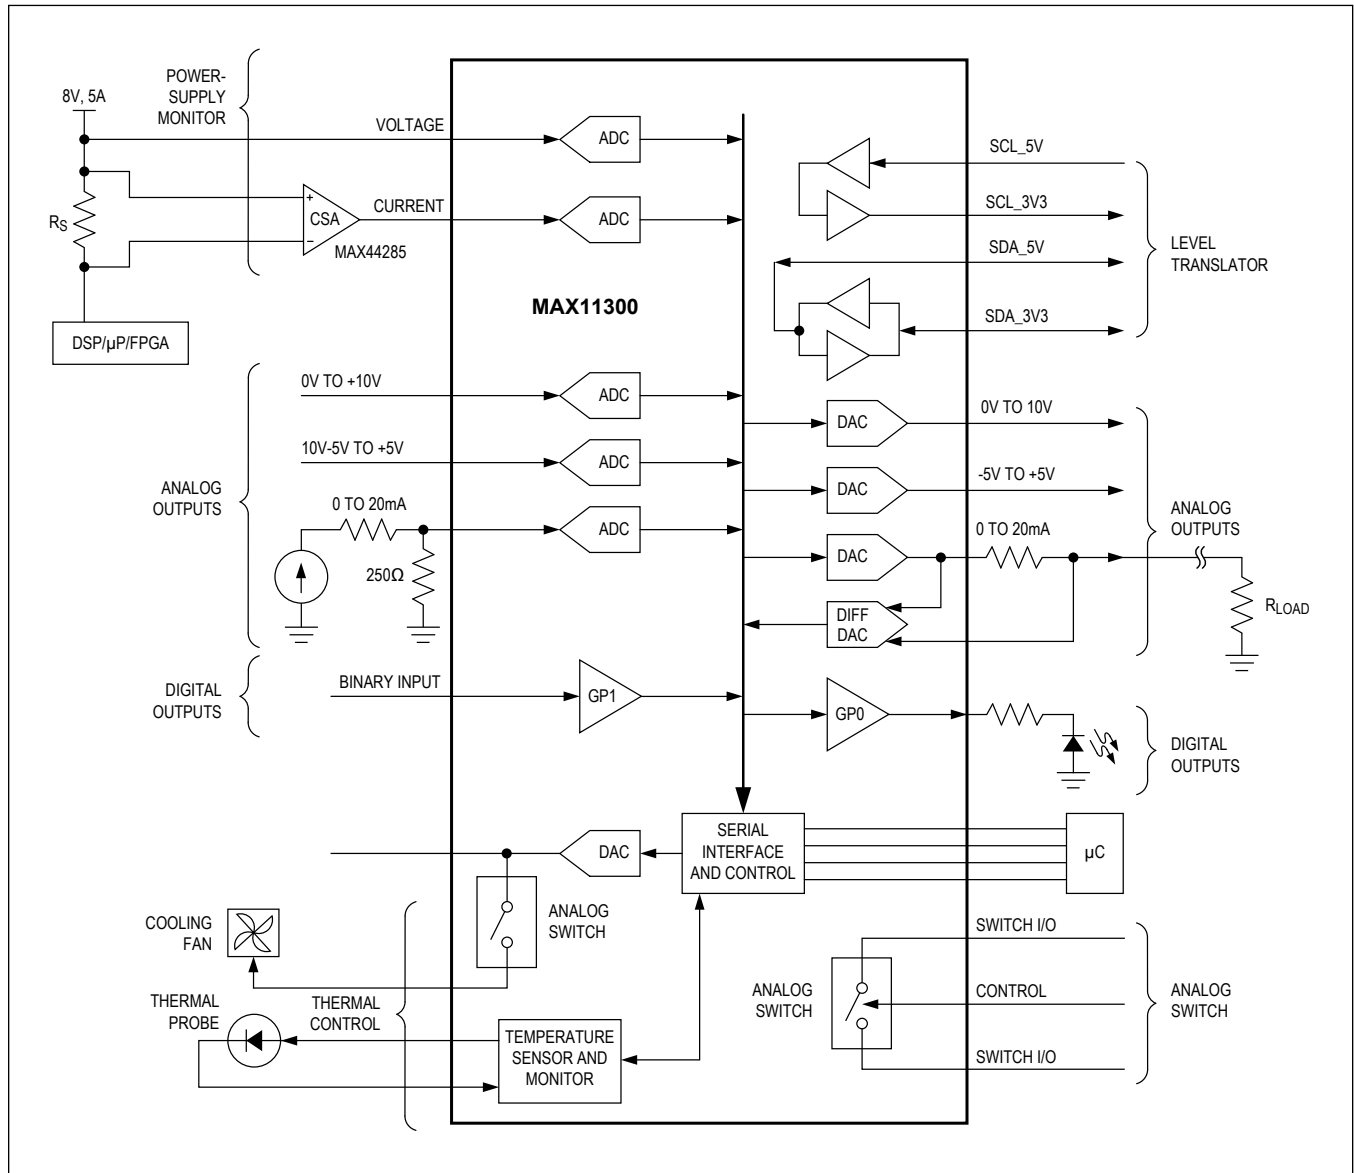 POWER-
SUPPLY
MONITOR
8V, 5A
VOLTAGE
ADC
SCL_5V
RS
+
CSA
−
MAX44285
CURRENT
ADC
SCL_3V3
SDA_5V
LEVEL
TRANSLATOR
MAX11300
SDA_3V3
DSP/µP/FPGA
0V TO +10V
ADC
DAC
0V TO 10V
10V-5V TO +5V
ADC
DAC
-5V TO +5V
ANALOG
OUTPUTS
0 TO 20mA
ADC
250Ω
DAC
0 TO 20mA
ANALOG
OUTPUTS
DIFF
DAC
RLOAD
DIGITAL
OUTPUTS
BINARY INPUT
GP1
GP0
DIGITAL
OUTPUTS
DAC
SERIAL
INTERFACE
AND CONTROL
µC
COOLING
FAN
ANALOG
SWITCH
SWITCH I/O
THERMAL
PROBE
THERMAL
CONTROL
ANALOG
SWITCH
CONTROL
ANALOG
SWITCH
TEMPERATURE
SENSOR AND
MONITOR
SWITCH I/O